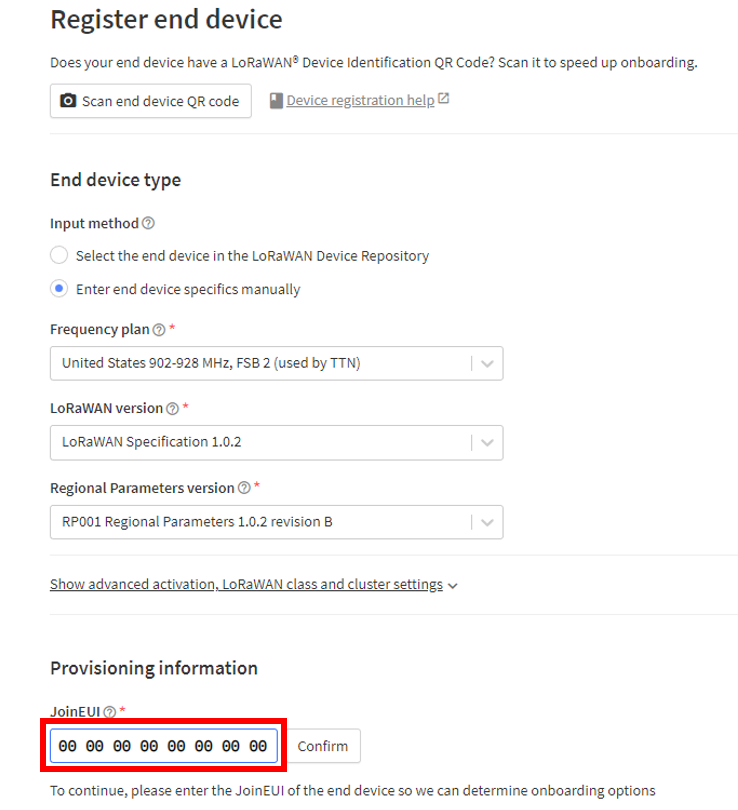 Register end device
Does your end device have a LoRaWAN® Device Identification QR Code? Scan it to speed up onboarding.
Scan end device QR code Device registration help
End device type
Input method
Select the end device in the LoRaWAN Device Repository
Enter end device specifics manually
Frequency plan *
United States 902-928 MHz, FSB 2 (used by TTN)
LoRaWAN version *
LoRaWAN Specification 1.0.2
Regional Parameters version *
RP001 Regional Parameters 1.0.2 revision B
Show advanced activation, LoRaWAN class and cluster settings
Provisioning information
JoinEUI *
00 00 00 00 00 00 00 00 Confirm
To continue, please enter the JoinEUI of the end device so we can determine onboarding options